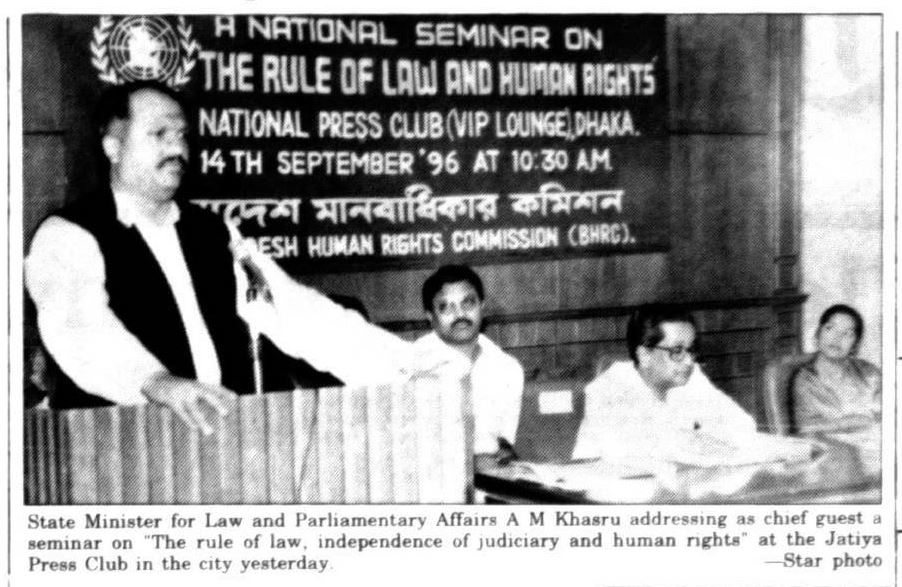 A NATIONAL SEMINAR ON
THE RULE OF LAW AND HUMAN RIGHTS
NATIONAL PRESS CLUB (VIP LOUNGE), DHAKA.
14TH SEPTEMBER '96 AT 10:30 A.M.
মানবাধিকার কমিশন
HUMAN RIGHTS COMMISSION (BHRC).
State Minister for Law and Parliamentary Affairs A M Khasru addressing as chief guest a
seminar on "The rule of law, independence of judiciary and human rights" at the Jatiya
Press Club in the city yesterday. —Star photo